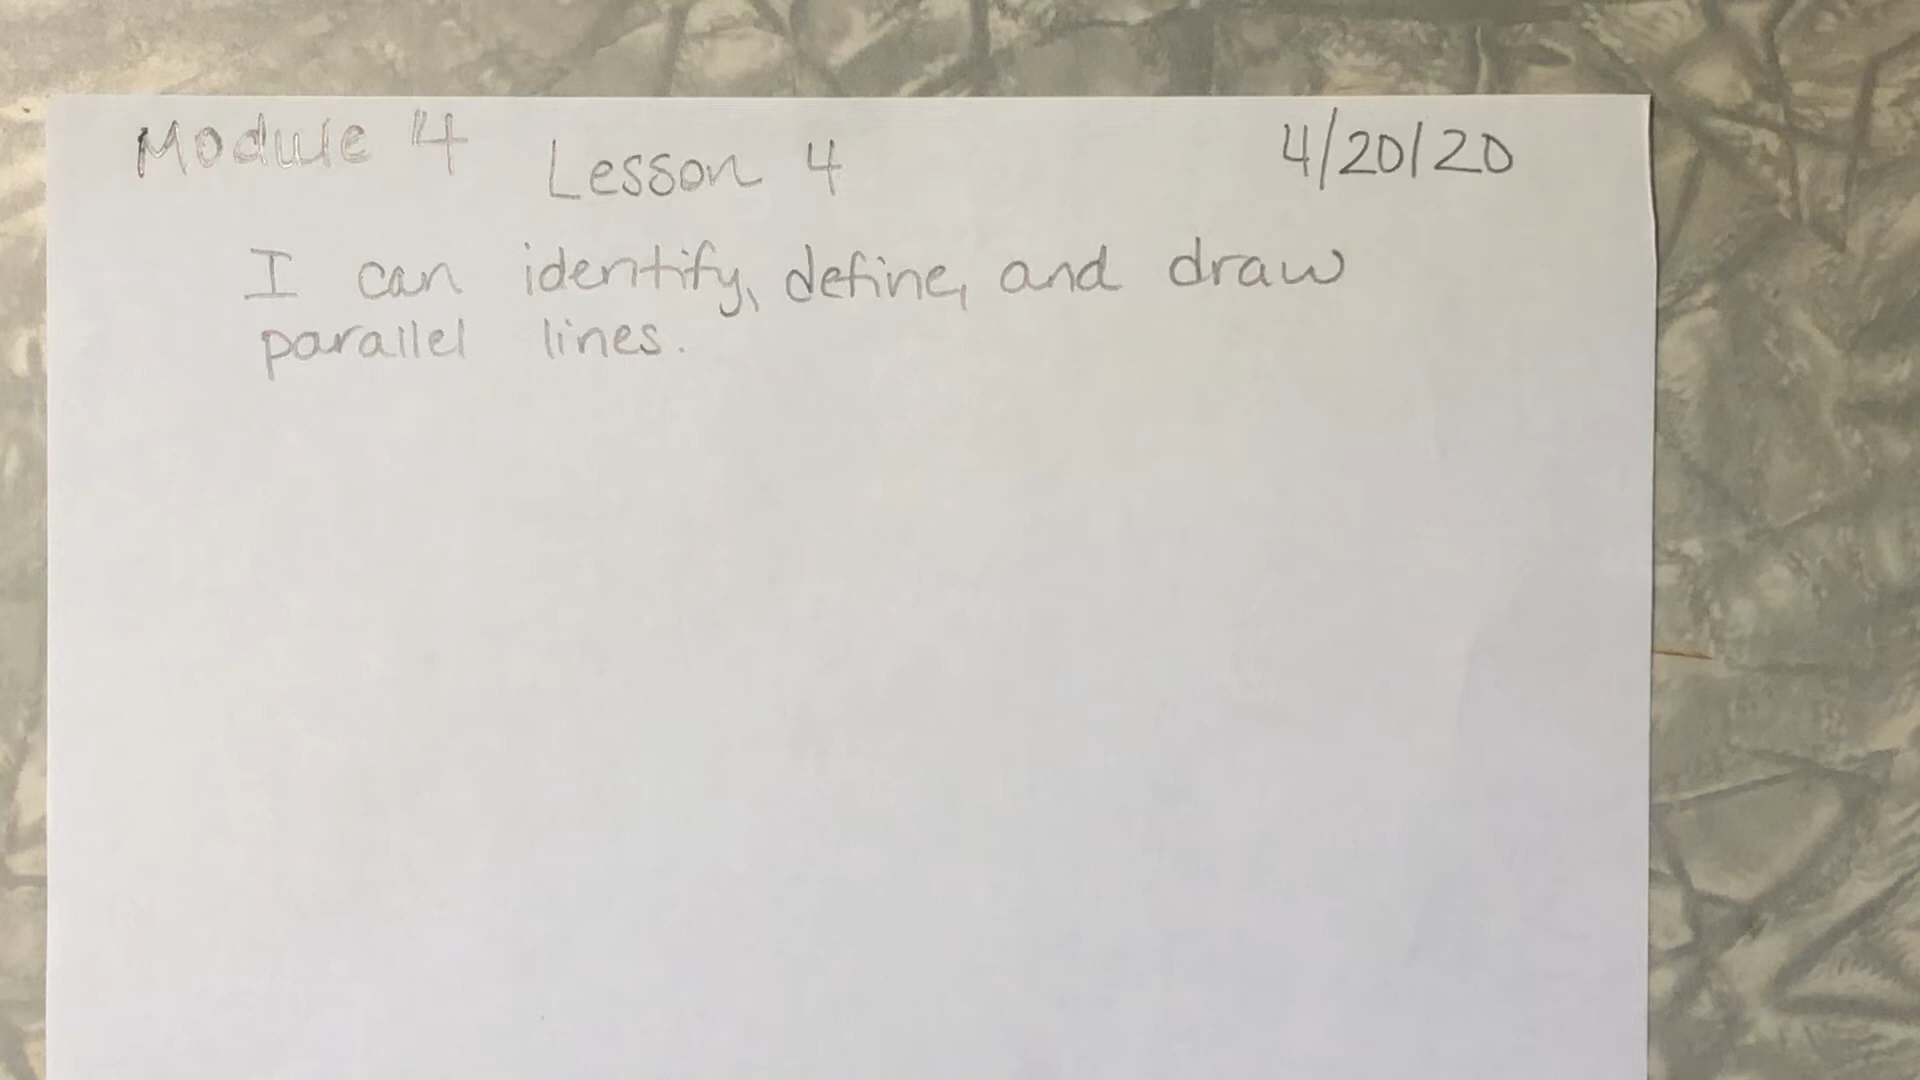 Module 4 Lesson 4 4/20/20
I can identify, define, and draw
parallel lines.